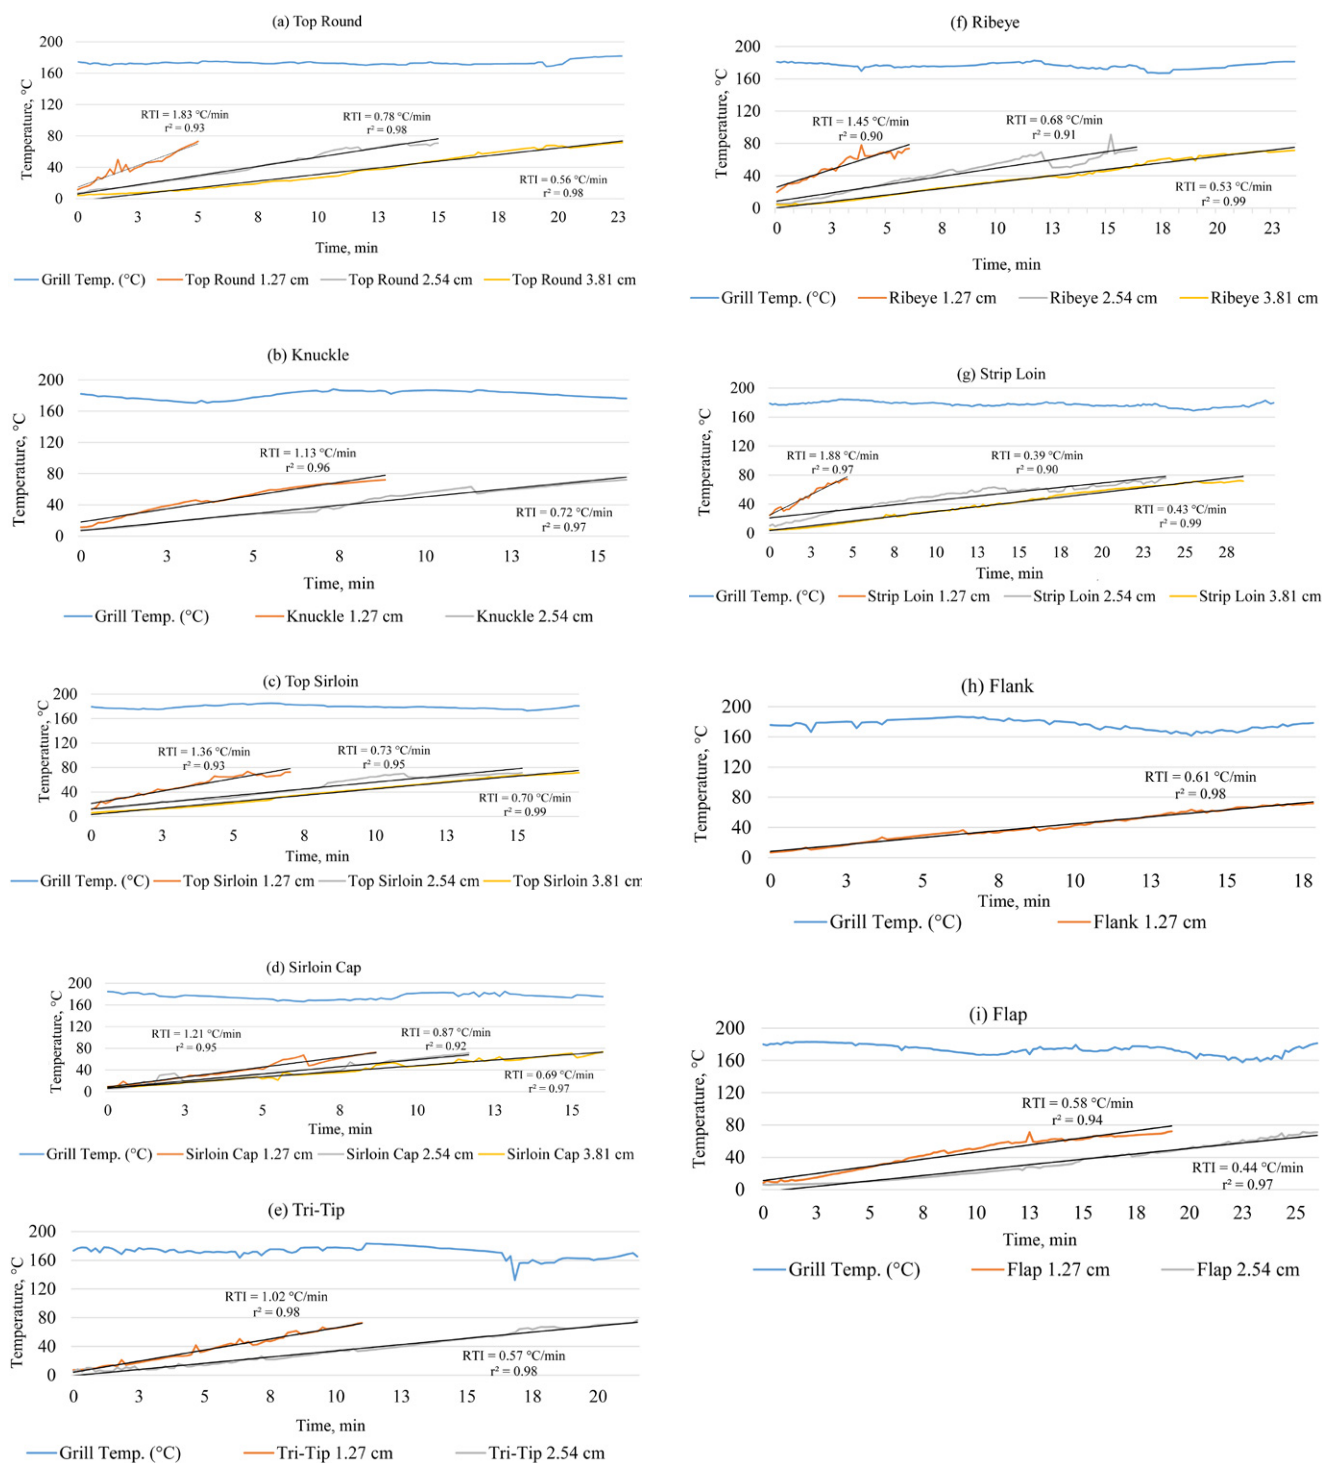 (a) Top Round
Temperature, °C
200
160
120
80
40
0
RTI = 1.83 °C/min
r² = 0.93
RTI = 0.78 °C/min
r² = 0.98
RTI = 0.56 °C/min
r² = 0.98
0 3 5 8 10 13 15 18 20 23
Time, min
Grill Temp. (°C) Top Round 1.27 cm Top Round 2.54 cm Top Round 3.81 cm
(b) Knuckle
Temperature, °C
200
160
120
80
40
0
RTI = 1.13 °C/min
r² = 0.96
RTI = 0.72 °C/min
r² = 0.97
0 3 5 8 10 13 15
Time, min
Grill Temp. (°C) Knuckle 1.27 cm Knuckle 2.54 cm
(c) Top Sirloin
Temperature, °C
200
160
120
80
40
0
RTI = 1.36 °C/min
r² = 0.93
RTI = 0.73 °C/min
r² = 0.95
RTI = 0.70 °C/min
r² = 0.99
0 3 5 8 10 13 15
Time, min
Grill Temp. (°C) Top Sirloin 1.27 cm Top Sirloin 2.54 cm Top Sirloin 3.81 cm
(d) Sirloin Cap
Temperature, °C
200
160
120
80
40
0
RTI = 1.21 °C/min
r² = 0.95
RTI = 0.87 °C/min
r² = 0.92
RTI = 0.69 °C/min
r² = 0.97
0 3 5 8 10 13 15
Time, min
Grill Temp. (°C) Sirloin Cap 1.27 cm Sirloin Cap 2.54 cm Sirloin Cap 3.81 cm
(e) Tri-Tip
Temperature, °C
200
160
120
80
40
0
RTI = 1.02 °C/min
r² = 0.98
RTI = 0.57 °C/min
r² = 0.98
0 3 5 8 10 13 15 18 20
Time, min
Grill Temp. (°C) Tri-Tip 1.27 cm Tri-Tip 2.54 cm
(f) Ribeye
Temperature, °C
200
160
120
80
40
0
RTI = 1.45 °C/min
r² = 0.90
RTI = 0.68 °C/min
r² = 0.91
RTI = 0.53 °C/min
r² = 0.99
0 3 5 8 10 13 15 18 20 23
Time, min
Grill Temp. (°C) Ribeye 1.27 cm Ribeye 2.54 cm Ribeye 3.81 cm
(g) Strip Loin
Temperature, °C
200
160
120
80
40
0
RTI = 1.88 °C/min
r² = 0.97
RTI = 0.39 °C/min
r² = 0.90
RTI = 0.43 °C/min
r² = 0.99
0 3 5 8 10 13 15 18 20 23 25 28
Time, min
Grill Temp. (°C) Strip Loin 1.27 cm Strip Loin 2.54 cm Strip Loin 3.81 cm
(h) Flank
Temperature, °C
200
160
120
80
40
0
RTI = 0.61 °C/min
r² = 0.98
0 3 5 8 10 13 15 18
Time, min
Grill Temp. (°C) Flank 1.27 cm
(i) Flap
Temperature, °C
200
160
120
80
40
0
RTI = 0.58 °C/min
r² = 0.94
RTI = 0.44 °C/min
r² = 0.97
0 3 5 8 10 13 15 18 20 23 25
Time, min
Grill Temp. (°C) Flap 1.27 cm Flap 2.54 cm